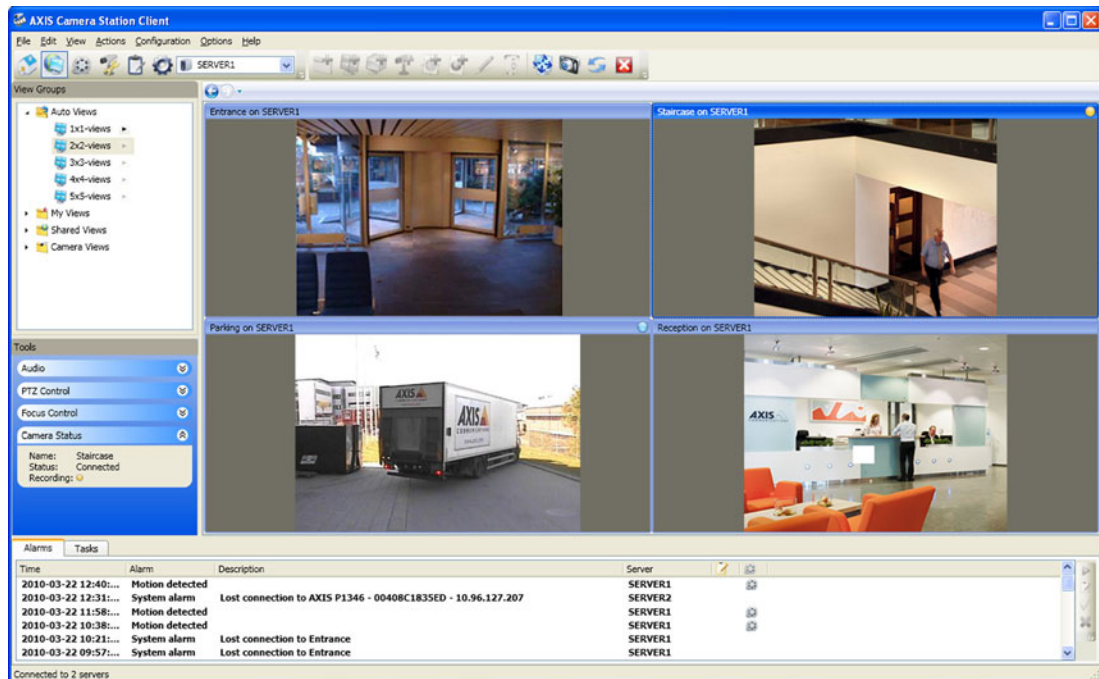 AXIS Camera Station Client
File Edit View Actions Configuration Options Help
SERVER1
View Groups
Auto Views
1x1-views
2x2-views
3x3-views
4x4-views
5x5-views
My Views
Shared Views
Camera Views
Entrance on SERVER1
Staircase on SERVER1
Parking on SERVER1
AXIS
COMMUNICATIONS
AXIS
COMMUNICATIONS
Reception on SERVER1
AXIS
COMMUNICATIONS
Tools
Audio
PTZ Control
Focus Control
Camera Status
Name: Staircase
Status: Connected
Recording:
Alarms Tasks
Time Alarm Description Server
2010-03-22 12:40:... Motion detected SERVER1
2010-03-22 12:31:... System alarm Lost connection to AXIS P1346 - 00408C1835ED - 10.96.127.207 SERVER2
2010-03-22 11:58:... Motion detected SERVER1
2010-03-22 10:38:... Motion detected SERVER1
2010-03-22 10:21:... System alarm Lost connection to Entrance SERVER1
2010-03-22 09:57:... System alarm Lost connection to Entrance SERVER1
Connected to 2 servers